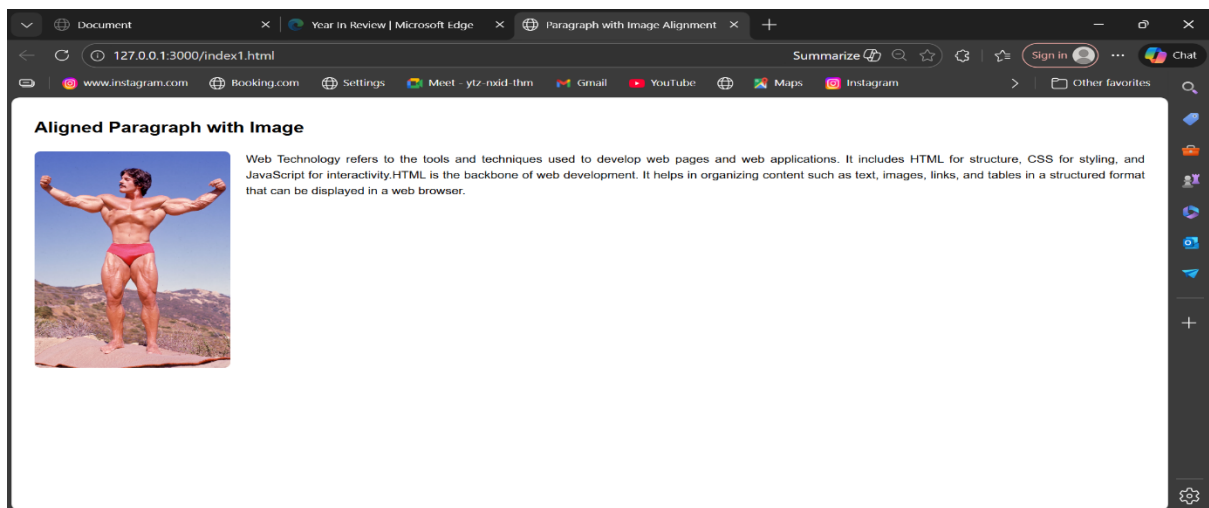 Document
Year In Review | Microsoft Edge
Paragraph with Image Alignment
127.0.0.1:3000/index1.html
Summarize
Sign in
Chat
www.instagram.com
Booking.com
Settings
Meet - ytz-nxid-thm
Gmail
YouTube
Maps
Instagram
Other favorites
Aligned Paragraph with Image
Web Technology refers to the tools and techniques used to develop web pages and web applications. It includes HTML for structure, CSS for styling, and
JavaScript for interactivity.HTML is the backbone of web development. It helps in organizing content such as text, images, links, and tables in a structured format
that can be displayed in a web browser.